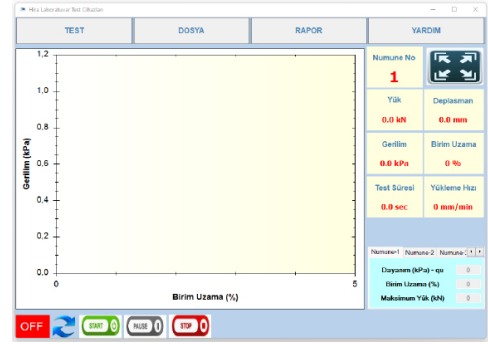 Hira Laboratuvar Test Cihazları
TEST DOSYA RAPOR YARDIM
1,2
1,0
0,8
0,6
0,4
0,2
0,0
Gerilim (kPa)
0 5
Birim Uzama (%)
Numune No
1
Yük Deplasman
0.0 kN 0.0 mm
Gerilim Birim Uzama
0.0 kPa 0 %
Test Süresi Yükleme Hızı
0.0 sec 0 mm/min
Numune-1 Numune-2 Numune-
Dayanım (kPa) - qu 0
Birim Uzama (%) 0
Maksimum Yük (kN) 0
OFF START PAUSE STOP